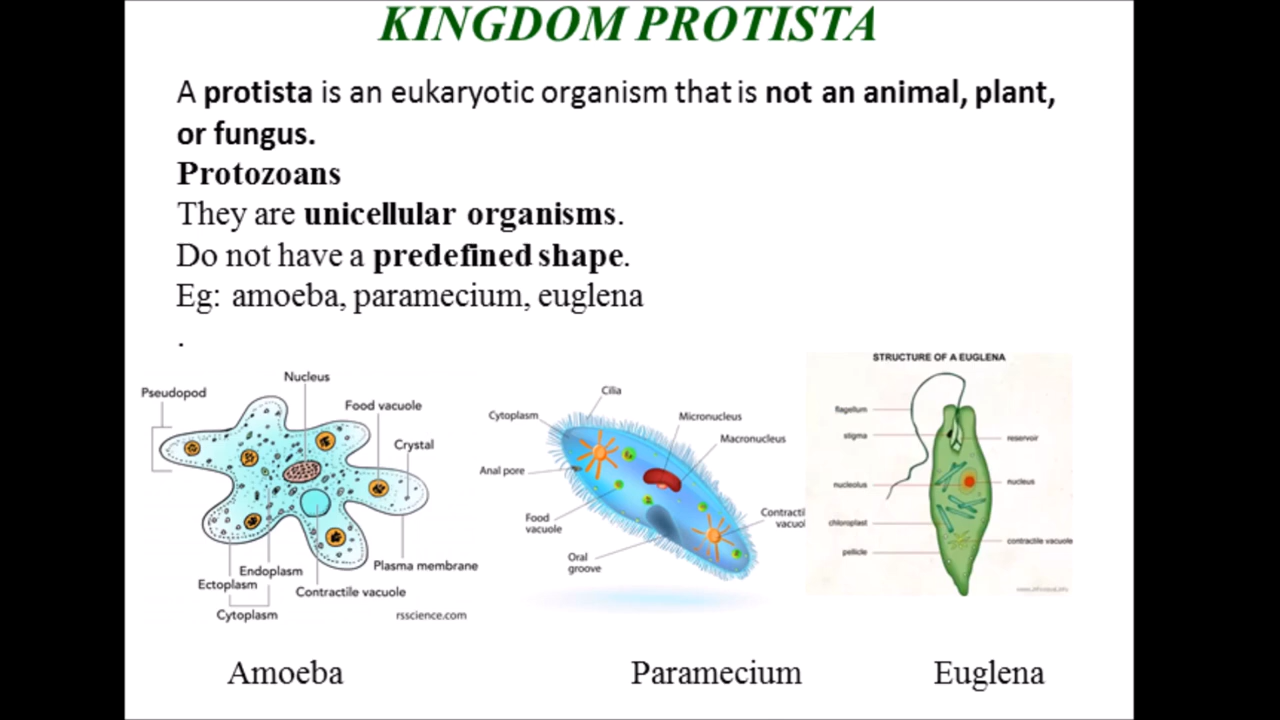 KINGDOM PROTISTA
A protista is an eukaryotic organism that is not an animal, plant,
or fungus.
Protozoans
They are unicellular organisms.
Do not have a predefined shape.
Eg: amoeba, paramecium, euglena
.
Pseudopod
Nucleus
Food vacuole
Crystal
Plasma membrane
Endoplasm
Ectoplasm
Contractile vacuole
Cytoplasm
rsscience.com
Cilia
Cytoplasm
Micronucleus
Macronucleus
Anal pore
Food
vacuole
Oral
groove
Contractil
vacuol
STRUCTURE OF A EUGLENA
flagellum
stigma
reservoir
nucleolus
nucleus
chloroplast
contractile vacuole
pellicle
Amoeba
Paramecium
Euglena